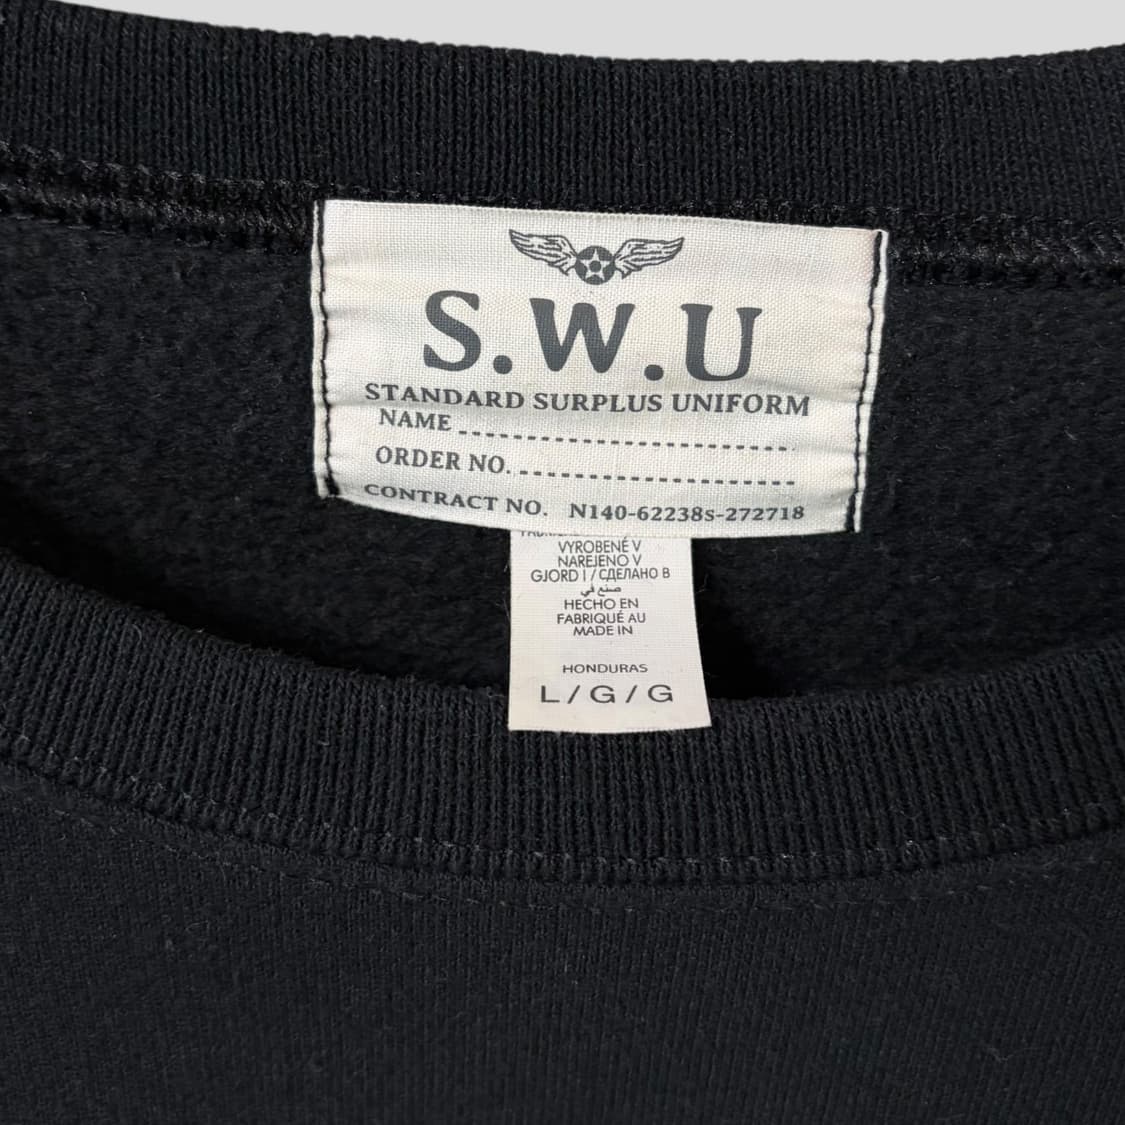 S.W.U
STANDARD SURPLUS UNIFORM
NAME
ORDER NO.
CONTRACT NO. N140-62238s-272718
VYROBENÉ V
NAREJENO V
GJORD I / СДЕЛАНО В
صنع في
HECHO EN
FABRIQUÉ AU
MADE IN
HONDURAS
L/G/G